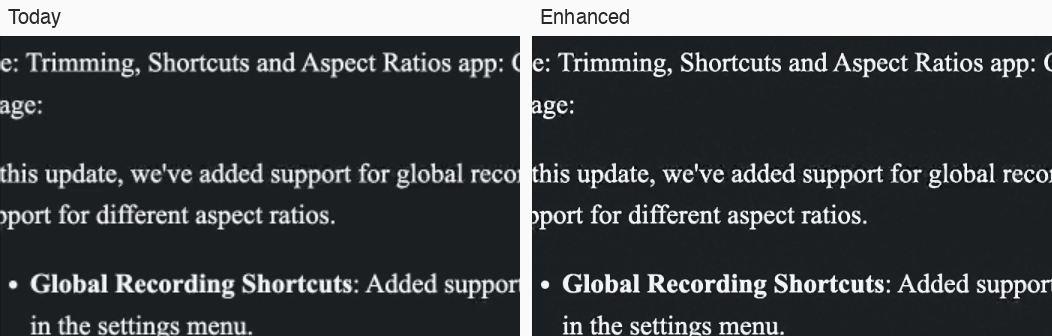 Today
e: Trimming, Shortcuts and Aspect Ratios app:
age:
this update, we've added support for global recor
pport for different aspect ratios.
• Global Recording Shortcuts: Added support
in the settings menu.
Enhanced
e: Trimming, Shortcuts and Aspect Ratios app:
age:
this update, we've added support for global recor
pport for different aspect ratios.
• Global Recording Shortcuts: Added support
in the settings menu.